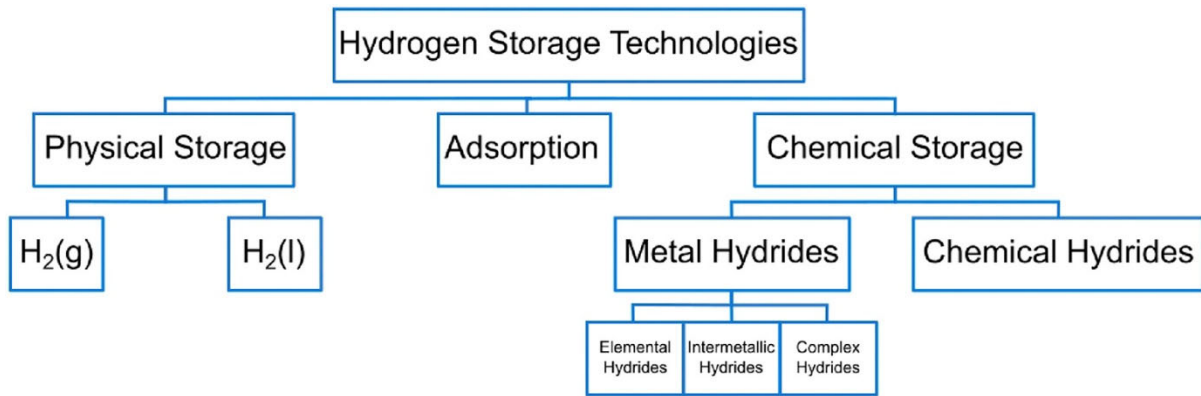 Hydrogen Storage Technologies
Physical Storage
Adsorption
Chemical Storage
H₂(g)
H₂(l)
Metal Hydrides
Chemical Hydrides
Elemental
Hydrides
Intermetallic
Hydrides
Complex
Hydrides